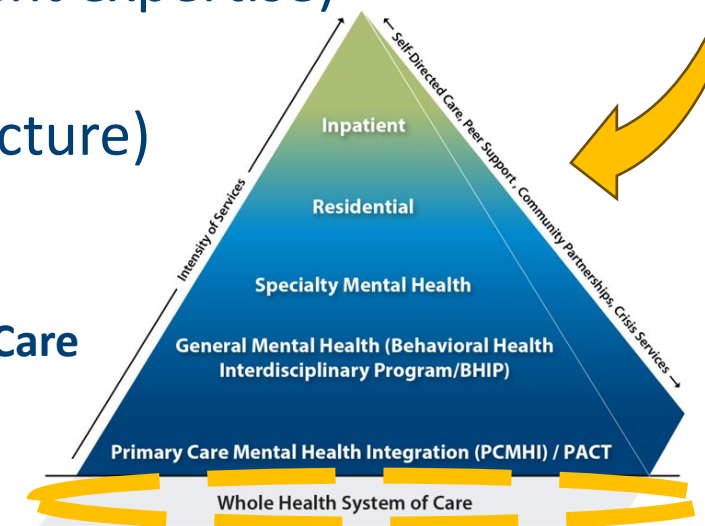 expertise)
cture)
Care
Inpatient
Residential
Specialty Mental Health
General Mental Health (Behavioral Health
Interdisciplinary Program/BHIP)
Primary Care Mental Health Integration (PCMHI) / PACT
Whole Health System of Care
Intensity of Services
Self-Directed Care, Peer Support , Community Partnerships, Crisis Services